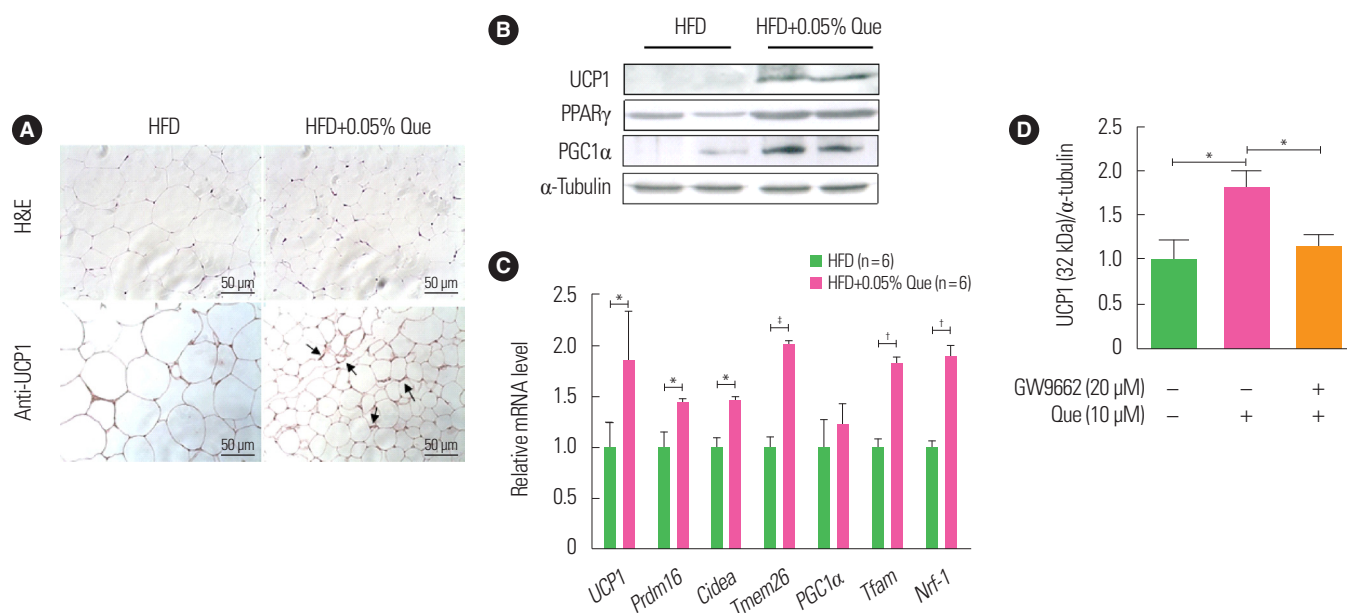 A
HFD
HFD+0.05% Que
H&E
50 µm
50 µm
Anti-UCP1
50 µm
50 µm
B
HFD
HFD+0.05% Que
UCP1
PPARγ
PGC1α
α-Tubulin
C
HFD (n=6)
HFD+0.05% Que (n=6)
Relative mRNA level
2.5
2.0
1.5
1.0
0.5
0
*
*
*
‡
†
†
UCP1
Prdm16
Cidea
Tmem26
PGC1α
Tfam
Nrf-1
D
UCP1 (32 kDa)/α-tubulin
2.5
2.0
1.5
1.0
1.0
0
*
*
GW9662 (20 µM) – – +
Que (10 µM) – + +